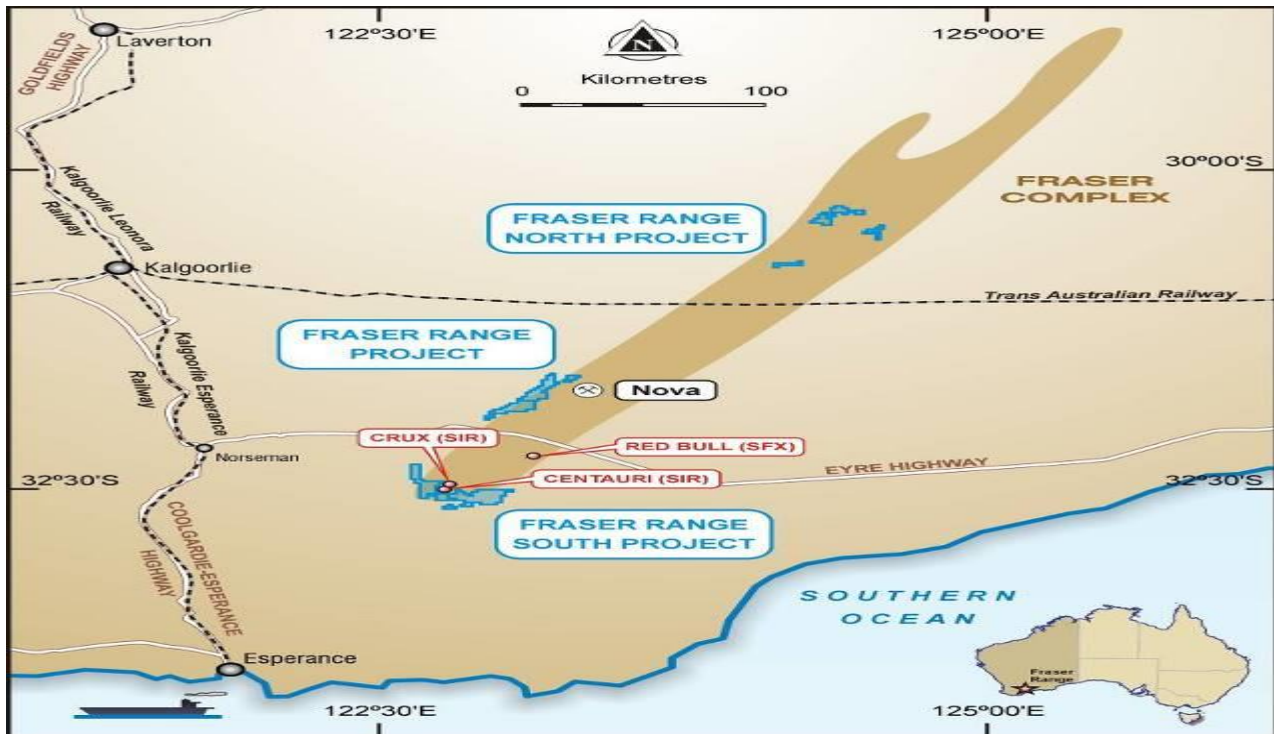 Laverton
122º30'E
125º00'E
GOLDFIELDS
HIGHWAY
N
Kilometres
0 100
30º00'S
FRASER
COMPLEX
Kalgoorlie Leonora
Railway
FRASER RANGE
NORTH PROJECT
Kalgoorlie
Trans Australian Railway
FRASER RANGE
PROJECT
Kalgoorlie Esperance
Railway
Nova
CRUX (SIR)
RED BULL (SFX)
Norseman
EYRE HIGHWAY
CENTAURI (SIR)
32º30'S
32º30'S
FRASER RANGE
SOUTH PROJECT
COOLGARDIE-ESPERANCE
HIGHWAY
SOUTHERN
OCEAN
Esperance
Fraser
Range
122º30'E
125º00'E